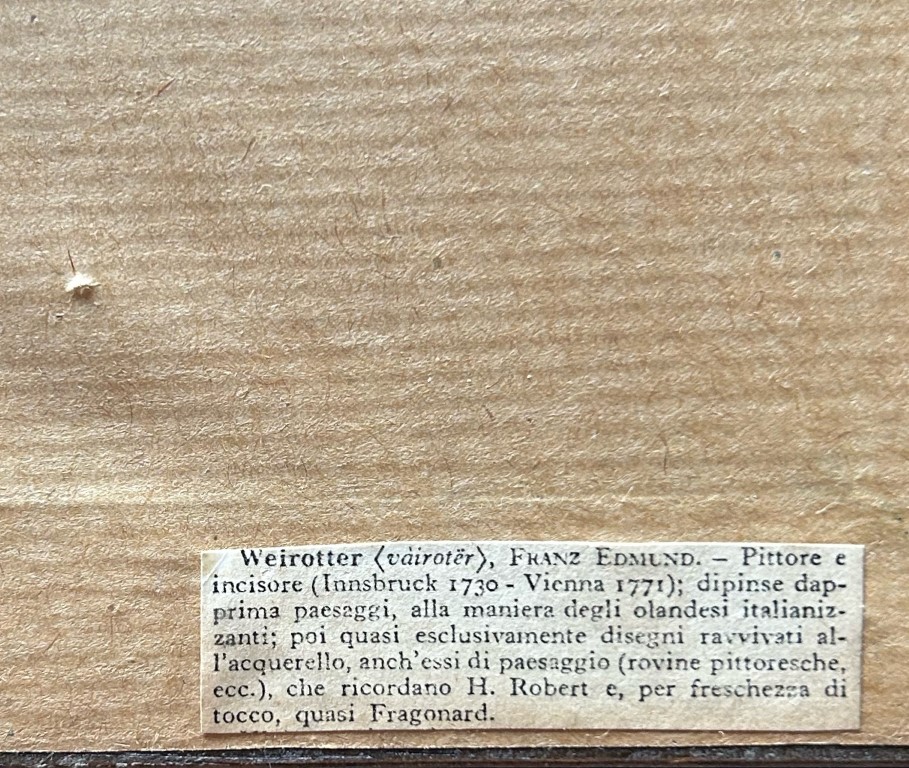 Weirotter ⟨vàirotër⟩, FRANZ EDMUND. – Pittore e
incisore (Innsbruck 1730 - Vienna 1771); dipinse dap-
prima paesaggi, alla maniera degli olandesi italianiz-
zanti; poi quasi esclusivamente disegni ravvivati al-
l'acquerello, anch'essi di paesaggio (rovine pittoresche,
ecc.), che ricordano H. Robert e, per freschezza di
tocco, quasi Fragonard.